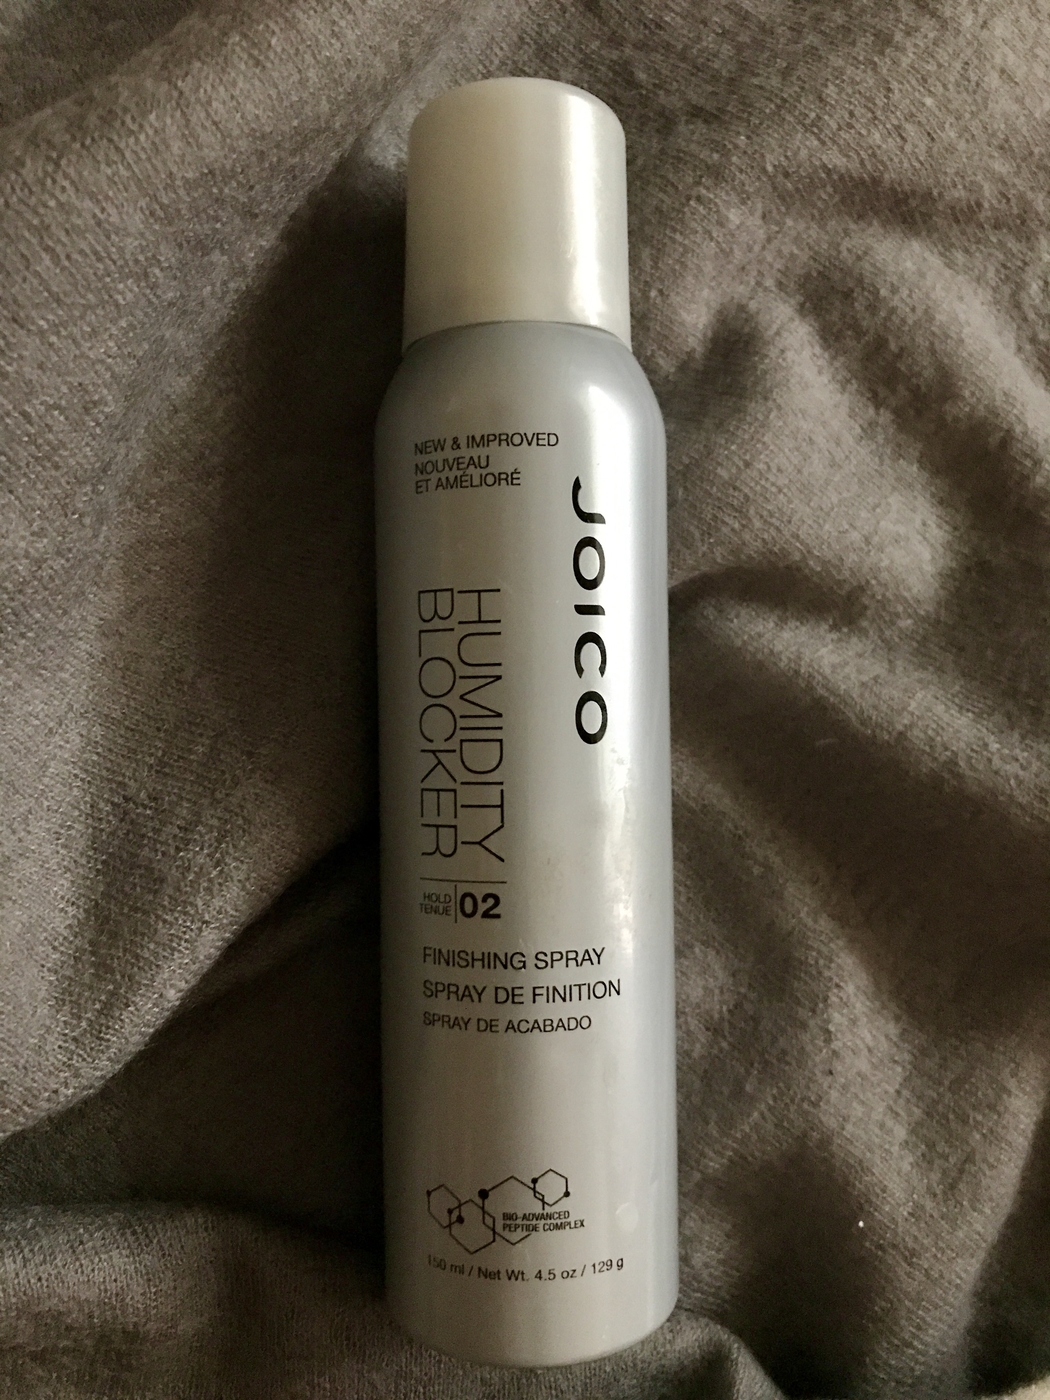 NEW & IMPROVED
NOUVEAU
ET AMÉLIORÉ
JOICO
HUMIDITY
BLOCKER
HOLD
TENUE
02
FINISHING SPRAY
SPRAY DE FINITION
SPRAY DE ACABADO
BIO-ADVANCED
PEPTIDE COMPLEX
150 ml / Net Wt. 4.5 oz / 129 g